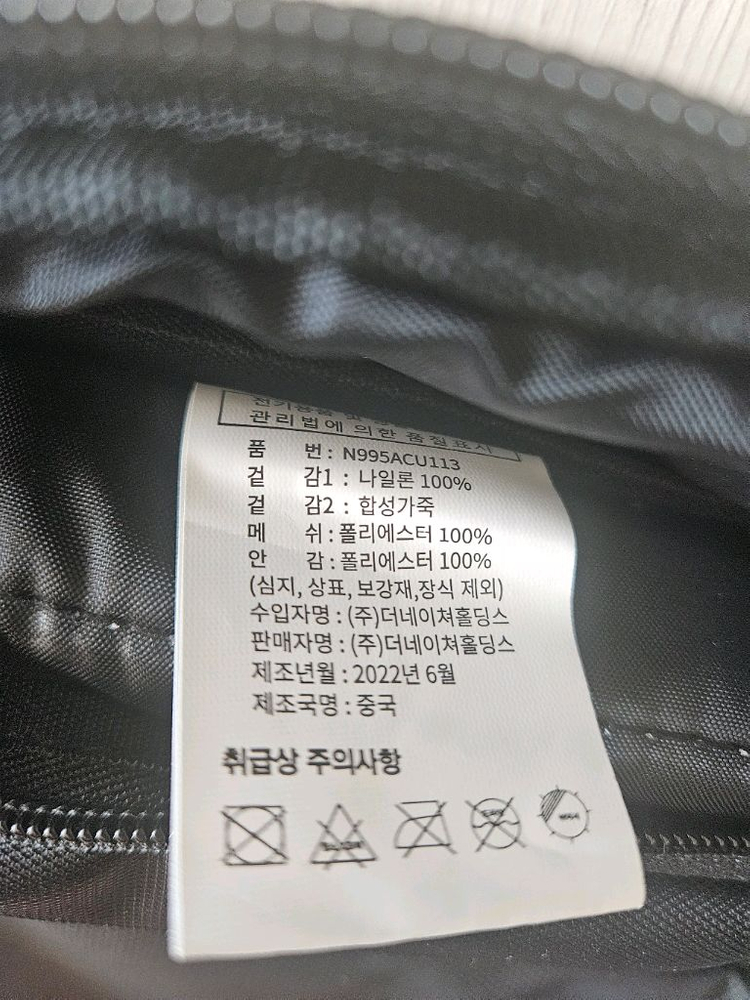 전기용품 및
관리법에 의한 품질표시
품 번 : N995ACU113
겉 감1 : 나일론 100%
겉 감2 : 합성가죽
메 쉬 : 폴리에스터 100%
안 감 : 폴리에스터 100%
(심지, 상표, 보강재,장식 제외)
수입자명 : (주)더네이쳐홀딩스
판매자명 : (주)더네이쳐홀딩스
제조년월 : 2022년 6월
제조국명 : 중국
취급상 주의사항